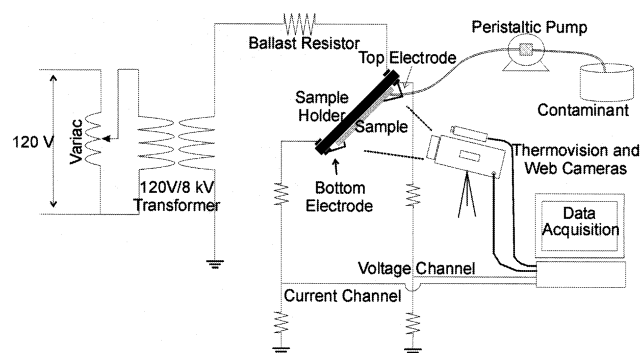 Peristaltic Pump
Ballast Resistor
Top Electrode
Contaminant
Sample
Holder
Sample
120 V
Variac
Thermovision and
Web Cameras
120V/8 kV
Transformer
Bottom
Electrode
Data
Acquisition
Voltage Channel
Current Channel